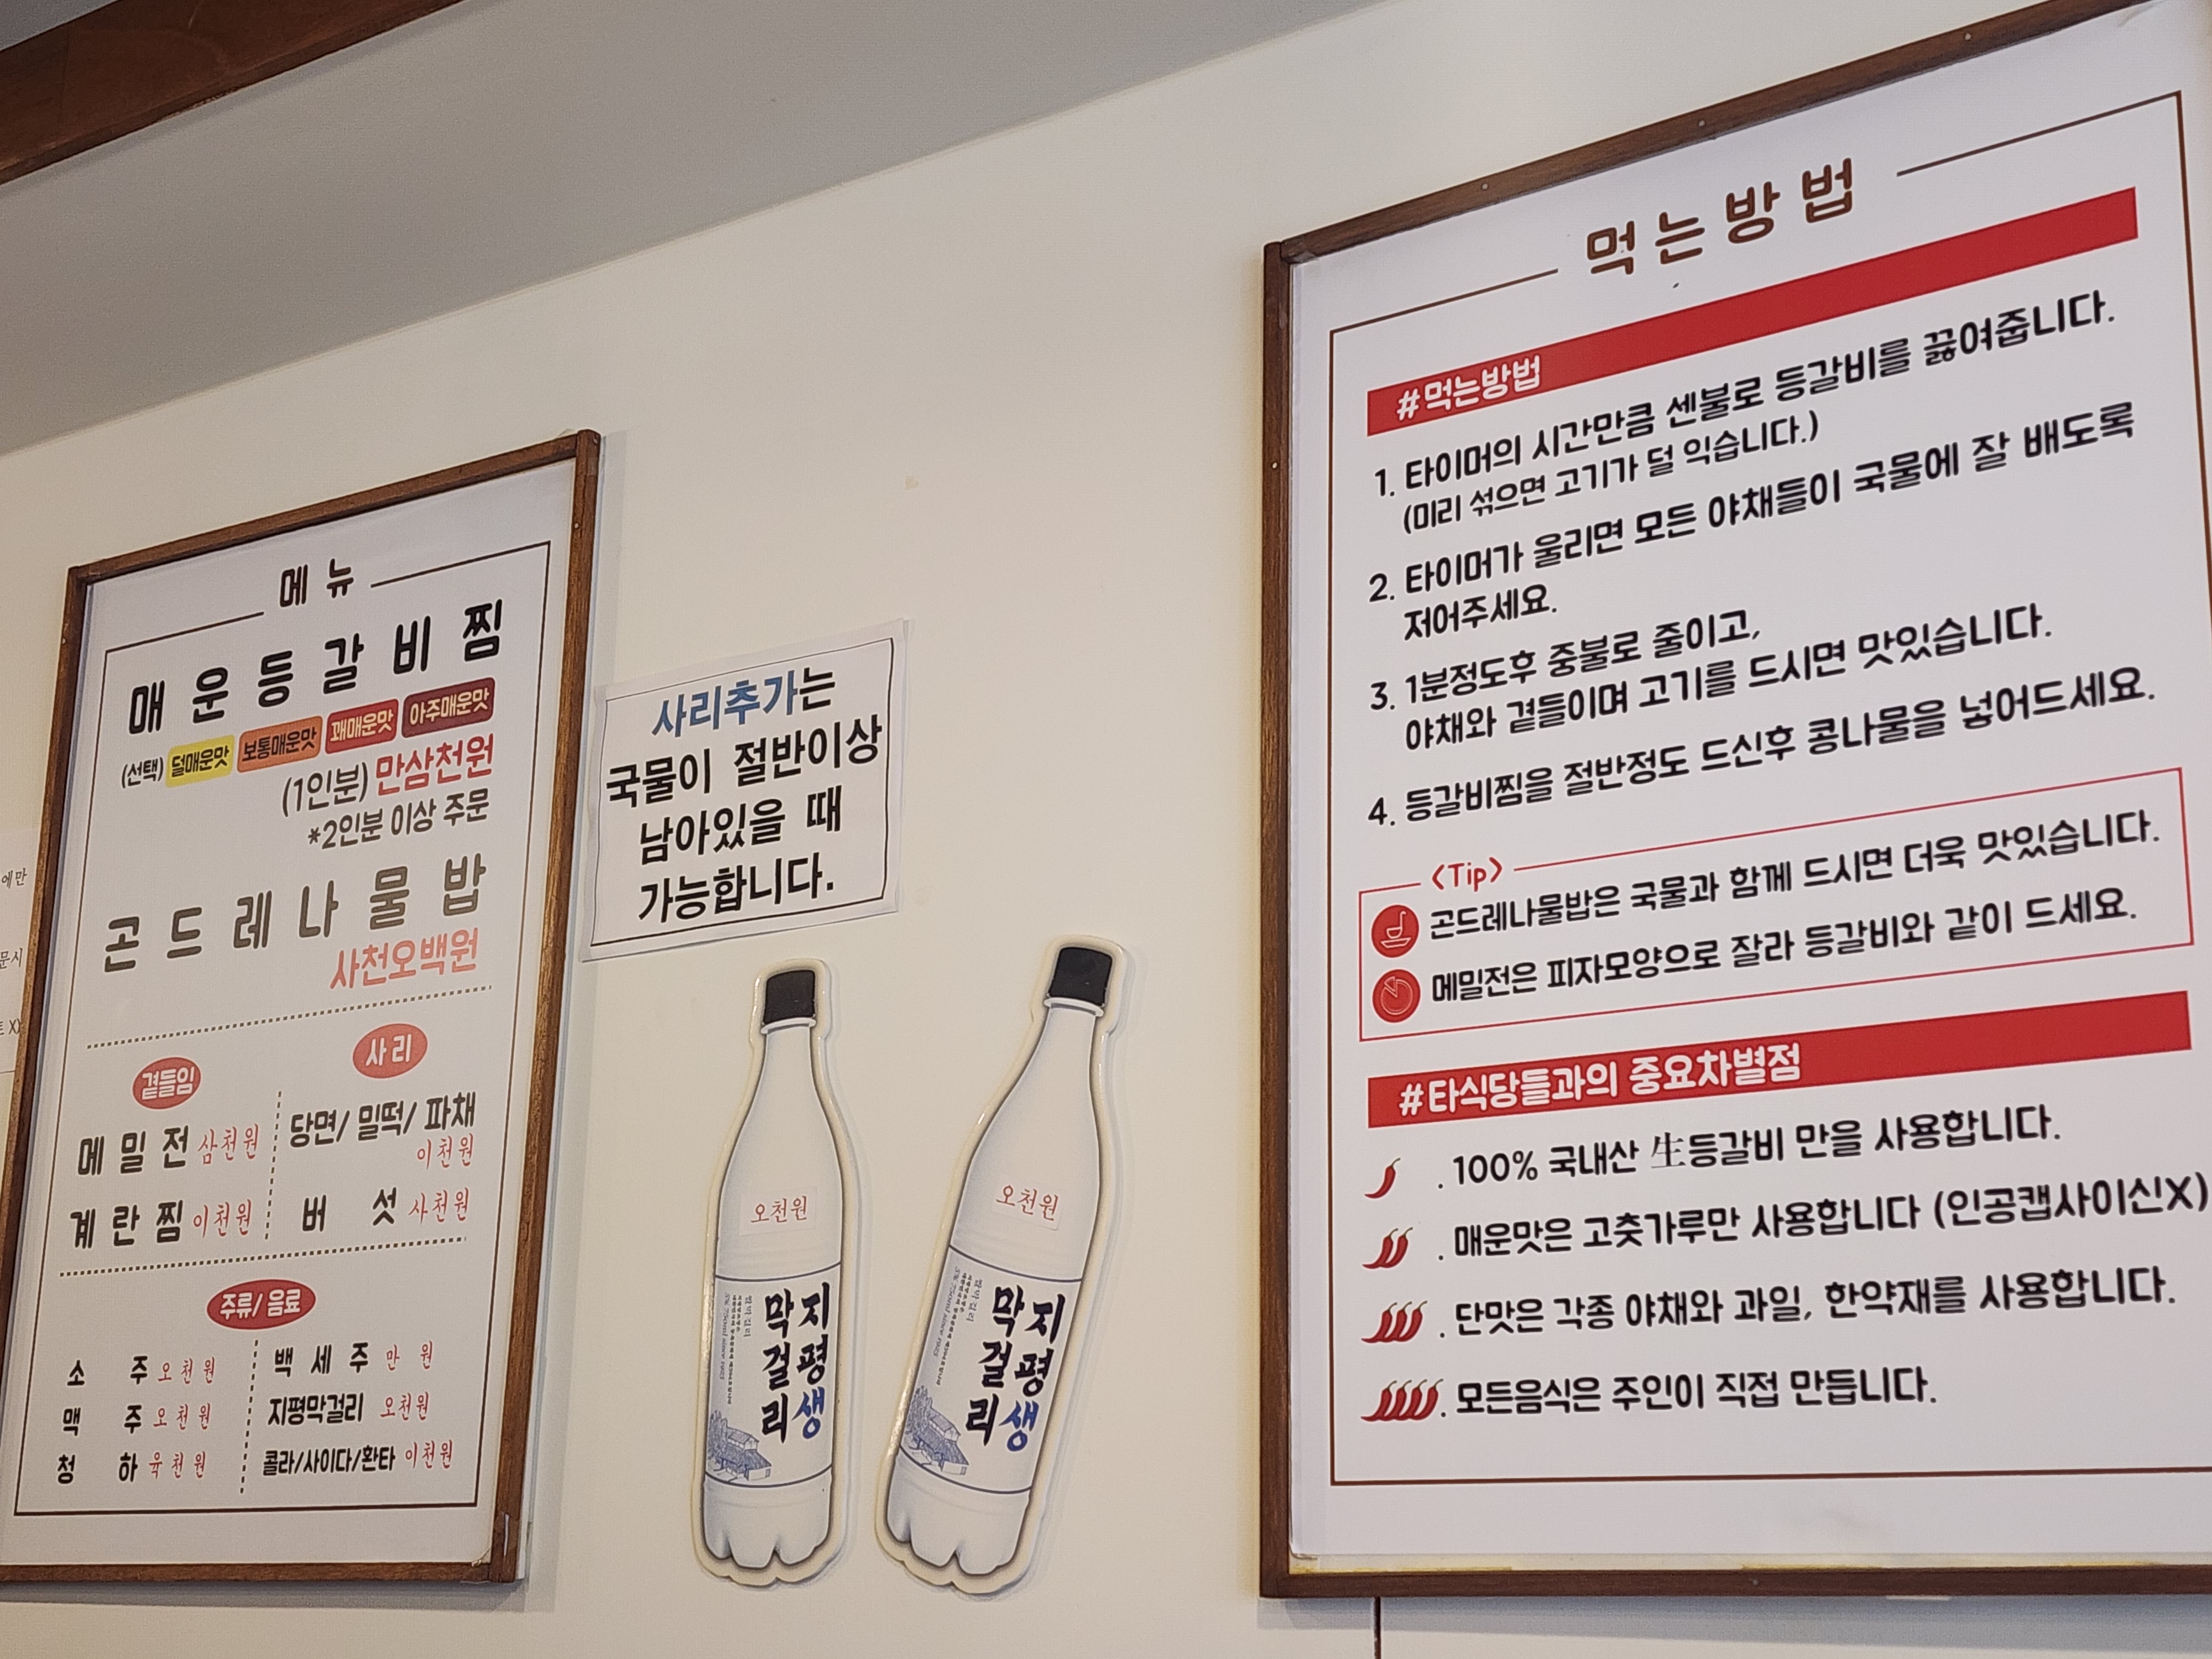 메뉴
매운등갈비찜
(선택) 덜매운맛 보통매운맛 꽤매운맛 아주매운맛
(1인분) 만삼천원
*2인분 이상 주문
곤드레나물밥
사천오백원
곁들임
메밀전 삼천원
계란찜 이천원
사리
당면/ 밀떡/ 파채
이천원
버섯 사천원
주류/ 음료
소주 오천원
맥주 오천원
청하 육천원
백세주 만원
지평막걸리 오천원
콜라/사이다/환타 이천원
사리추가는
국물이 절반이상
남아있을 때
가능합니다.
오천원
지평생
막걸리
오천원
지평생
막걸리
먹는방법
#먹는방법
1. 타이머의 시간만큼 센불로 등갈비를 끓여줍니다.
(미리 섞으면 고기가 덜 익습니다.)
2. 타이머가 울리면 모든 야채들이 국물에 잘 배도록
저어주세요.
3. 1분정도후 중불로 줄이고,
야채와 곁들이며 고기를 드시면 맛있습니다.
4. 등갈비찜을 절반정도 드신후 콩나물을 넣어드세요.
<Tip>
곤드레나물밥은 국물과 함께 드시면 더욱 맛있습니다.
메밀전은 피자모양으로 잘라 등갈비와 같이 드세요.
#타식당들과의 중요차별점
. 100% 국내산 生등갈비 만을 사용합니다.
. 매운맛은 고춧가루만 사용합니다 (인공캡사이신X)
. 단맛은 각종 야채와 과일, 한약재를 사용합니다.
. 모든음식은 주인이 직접 만듭니다.